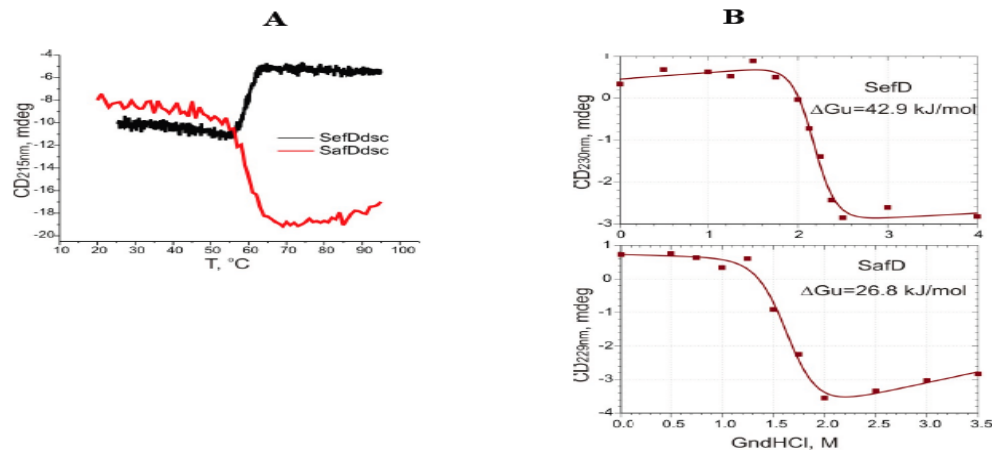 A
B
-4
-6
-8
-10
-12
-14
-16
-18
-20
CD215nm, mdeg
SefDdsc
SafDdsc
10 20 30 40 50 60 70 80 90 100
T, °C
1
0
-1
-2
-3
CD230nm, mdeg
SefD
ΔGu=42.9 kJ/mol
0 1 2 3 4
1
0
-1
-2
-3
-4
CD229nm, mdeg
SafD
ΔGu=26.8 kJ/mol
0.0 0.5 1.0 1.5 2.0 2.5 3.0 3.5
GndHCl, M